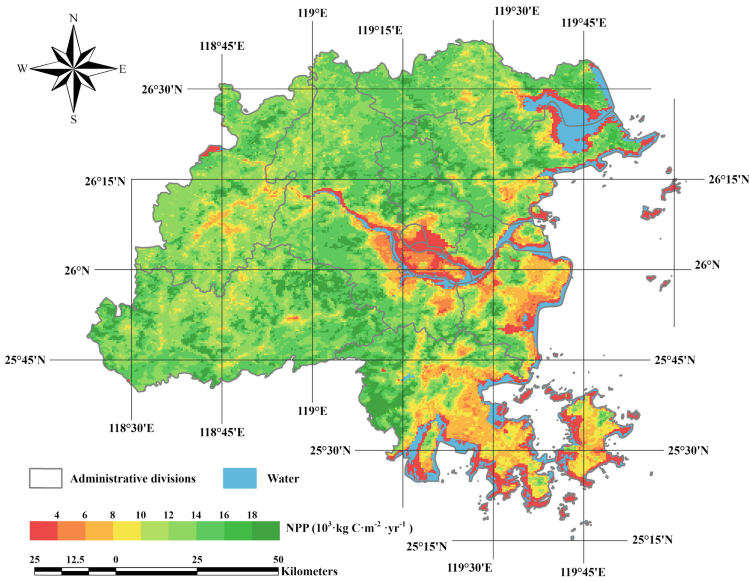 N
W E
S
118°45'E
119°E
119°15'E
119°30'E
119°45'E
26°30'N
26°15'N
26°15'N
26°N
26°N
25°45'N
25°45'N
25°30'N
25°30'N
25°15'N
25°15'N
118°30'E
118°45'E
119°E
119°30'E
119°45'E
Administrative divisions
Water
4 6 8 10 12 14 16 18
NPP (10³·kg C·m⁻² ·yr⁻¹)
25 12.5 0 25 50
Kilometers